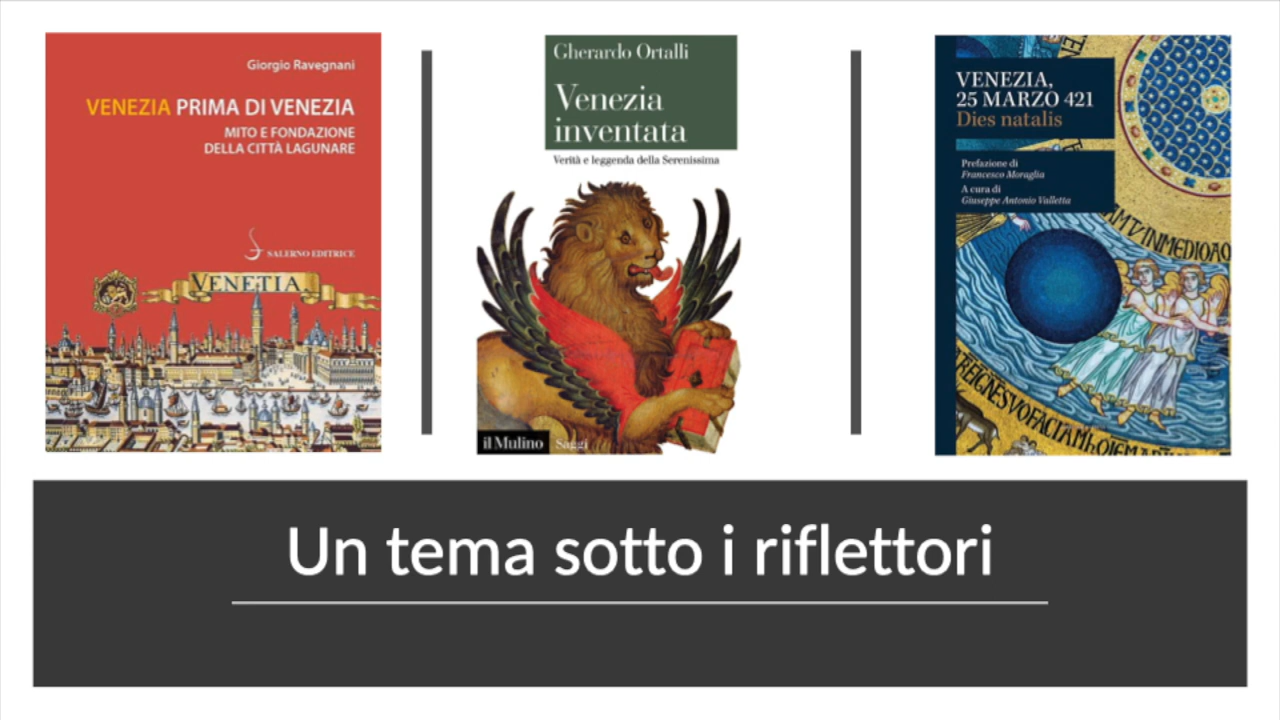 Giorgio Ravegnani
VENEZIA PRIMA DI VENEZIA
MITO E FONDAZIONE
DELLA CITTÀ LAGUNARE
SALERNO EDITRICE
VENETIA
Gherardo Ortalli
Venezia
inventata
Verità e leggenda della Serenissima
il Mulino
Saggi
VENEZIA,
25 MARZO 421
Dies natalis
Prefazione di
Francesco Moraglia
A cura di
Giuseppe Antonio Valletta
Un tema sotto i riflettori